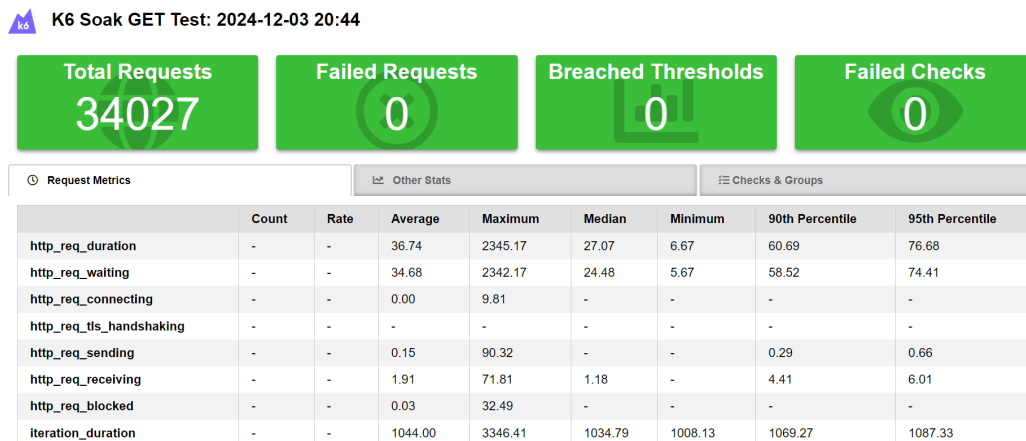 K6 K6 Soak GET Test: 2024-12-03 20:44
Total Requests Failed Requests Breached Thresholds Failed Checks
34027 0 0 0
Request Metrics Other Stats Checks & Groups
Count Rate Average Maximum Median Minimum 90th Percentile 95th Percentile
http_req_duration - - 36.74 2345.17 27.07 6.67 60.69 76.68
http_req_waiting - - 34.68 2342.17 24.48 5.67 58.52 74.41
http_req_connecting - - 0.00 9.81 - - - -
http_req_tls_handshaking - - - - - - - -
http_req_sending - - 0.15 90.32 - - 0.29 0.66
http_req_receiving - - 1.91 71.81 1.18 - 4.41 6.01
http_req_blocked - - 0.03 32.49 - - - -
iteration_duration - - 1044.00 3346.41 1034.79 1008.13 1069.27 1087.33